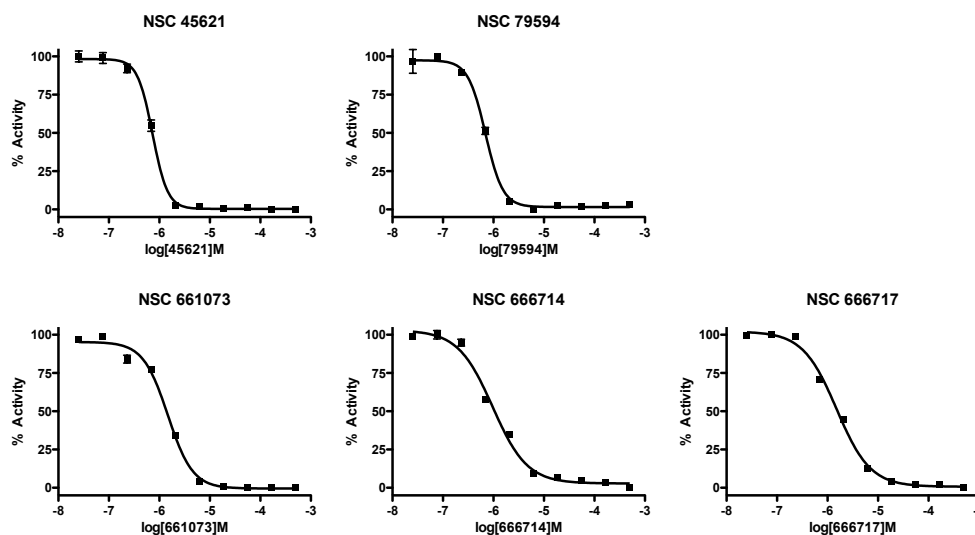 NSC 45621
NSC 79594
100
75
50
25
0
% Activity
-8 -7 -6 -5 -4 -3
log[45621]M
100
75
50
25
0
% Activity
-8 -7 -6 -5 -4 -3
log[79594]M
NSC 661073
NSC 666714
NSC 666717
100
75
50
25
0
% Activity
-8 -7 -6 -5 -4 -3
log[661073]M
100
75
50
25
0
% Activity
-8 -7 -6 -5 -4 -3
log[666714]M
100
75
50
25
0
% Activity
-8 -7 -6 -5 -4 -3
log[666717]M